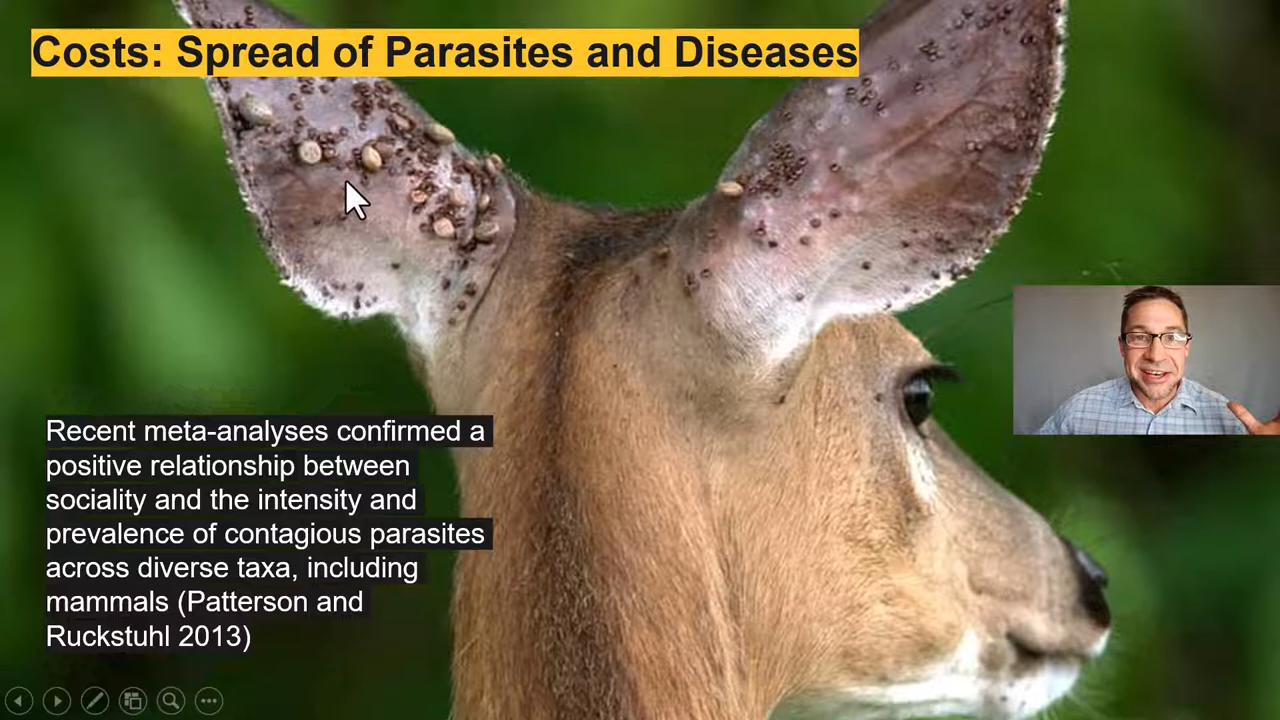 Costs: Spread of Parasites and Diseases
Recent meta-analyses confirmed a
positive relationship between
sociality and the intensity and
prevalence of contagious parasites
across diverse taxa, including
mammals (Patterson and
Ruckstuhl 2013)